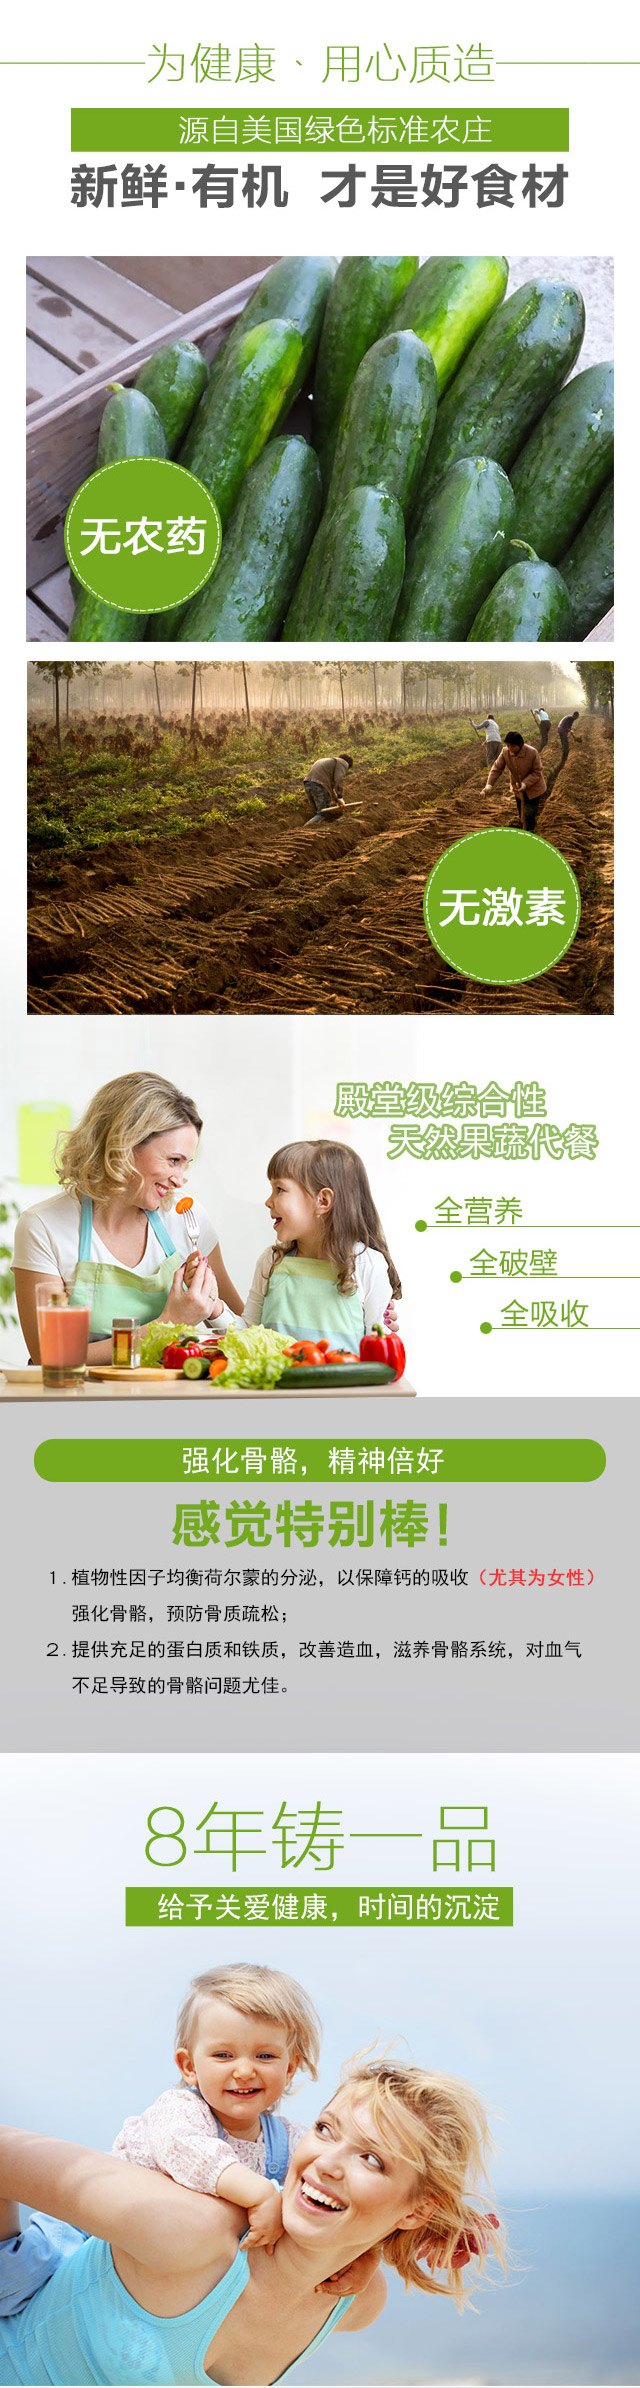 为健康、用心质造
源自美国绿色标准农庄
新鲜·有机 才是好食材
无农药
无激素
殿堂级综合性
天然果蔬代餐
全营养
全破壁
全吸收
强化骨骼，精神倍好
感觉特别棒！
1.植物性因子均衡荷尔蒙的分泌，以保障钙的吸收（尤其为女性）
强化骨骼，预防骨质疏松；
2.提供充足的蛋白质和铁质，改善造血，滋养骨骼系统，对血气
不足导致的骨骼问题尤佳。
8年铸一品
给予关爱健康，时间的沉淀